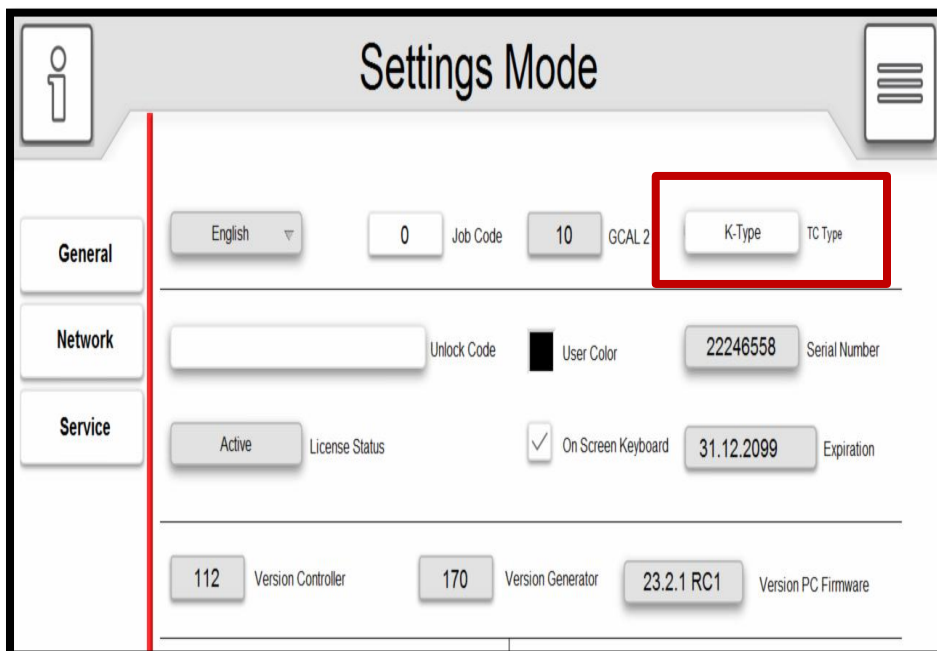 Settings Mode
General
Network
Service
English 0 Job Code 10 GCAL 2 K-Type TC Type
Unlock Code User Color 22246558 Serial Number
Active License Status On Screen Keyboard 31.12.2099 Expiration
112 Version Controller 170 Version Generator 23.2.1 RC1 Version PC Firmware